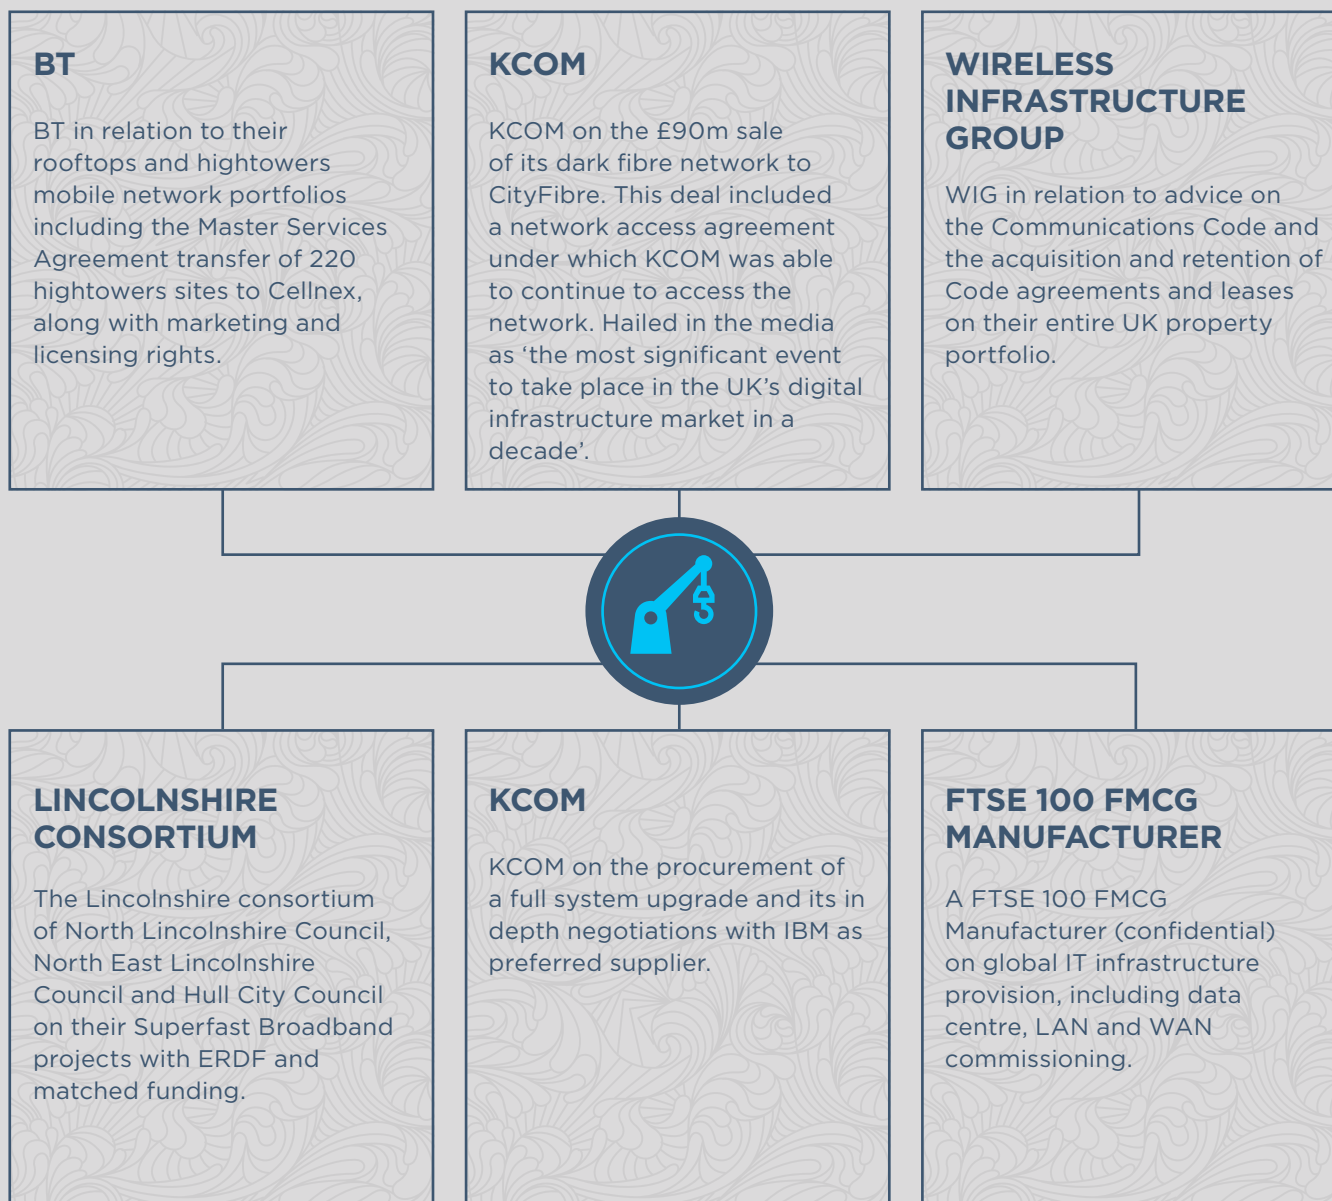 BT
BT in relation to their
rooftops and hightowers
mobile network portfolios
including the Master Services
Agreement transfer of 220
hightowers sites to Cellnex,
along with marketing and
licensing rights.
KCOM
KCOM on the £90m sale
of its dark fibre network to
CityFibre. This deal included
a network access agreement
under which KCOM was able
to continue to access the
network. Hailed in the media
as ‘the most significant event
to take place in the UK’s digital
infrastructure market in a
decade’.
WIRELESS
INFRASTRUCTURE
GROUP
WIG in relation to advice on
the Communications Code and
the acquisition and retention of
Code agreements and leases
on their entire UK property
portfolio.
LINCOLNSHIRE
CONSORTIUM
The Lincolnshire consortium
of North Lincolnshire Council,
North East Lincolnshire
Council and Hull City Council
on their Superfast Broadband
projects with ERDF and
matched funding.
KCOM
KCOM on the procurement of
a full system upgrade and its in
depth negotiations with IBM as
preferred supplier.
FTSE 100 FMCG
MANUFACTURER
A FTSE 100 FMCG
Manufacturer (confidential)
on global IT infrastructure
provision, including data
centre, LAN and WAN
commissioning.